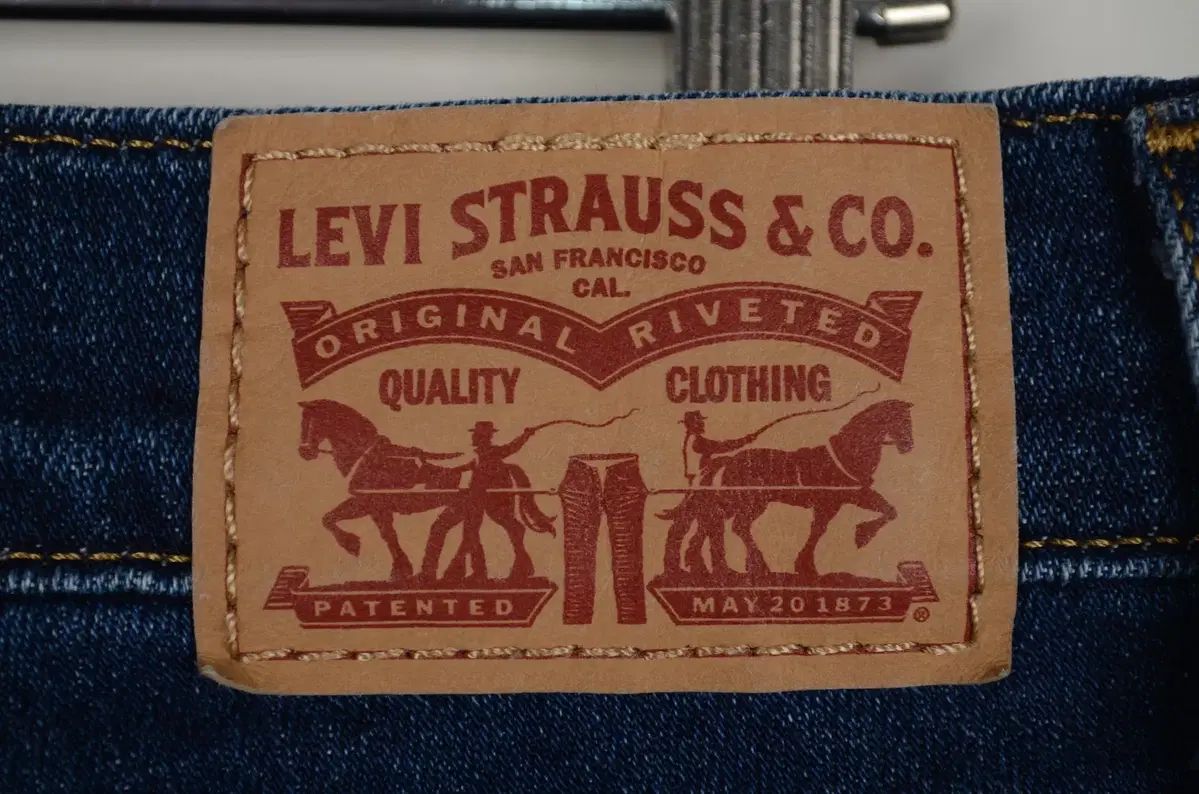 LEVI STRAUSS & CO.
SAN FRANCISCO
CAL.
ORIGINAL RIVETED
QUALITY CLOTHING
PATENTED MAY 20 1873 ®